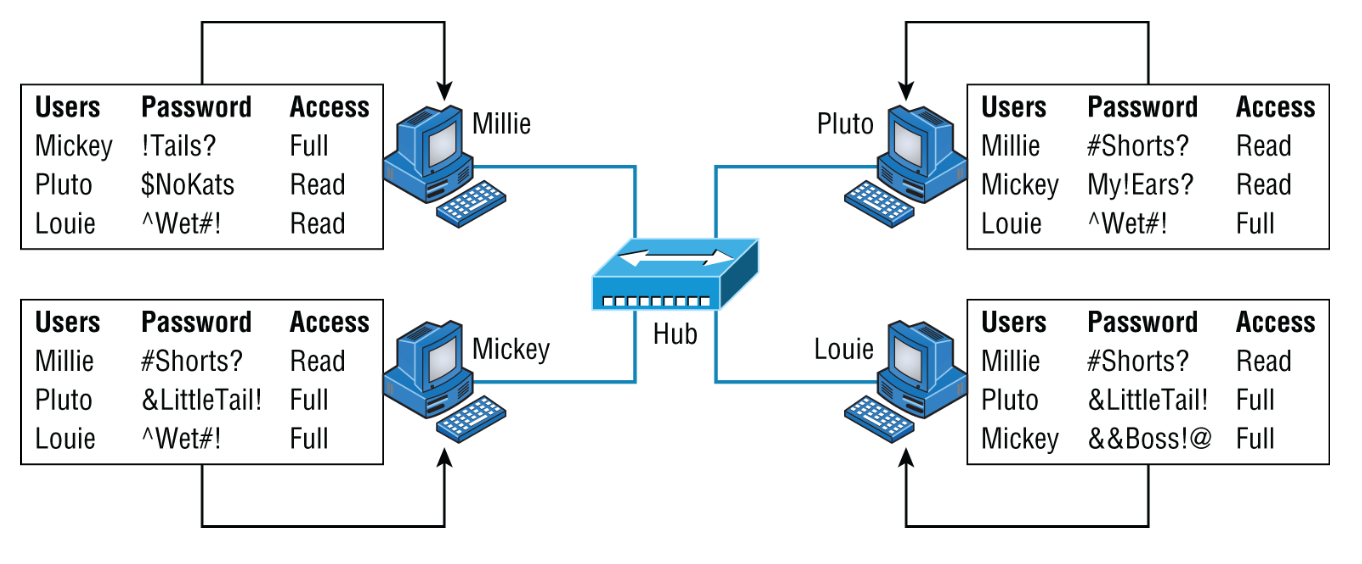 Users Password Access
Mickey !Tails? Full
Pluto $NoKats Read
Louie ^Wet#! Read
Millie
Pluto
Users Password Access
Millie #Shorts? Read
Mickey My!Ears? Read
Louie ^Wet#! Full
Hub
Users Password Access
Millie #Shorts? Read
Pluto &LittleTail! Full
Louie ^Wet#! Full
Mickey
Louie
Users Password Access
Millie #Shorts? Read
Pluto &LittleTail! Full
Mickey &&Boss!@ Full